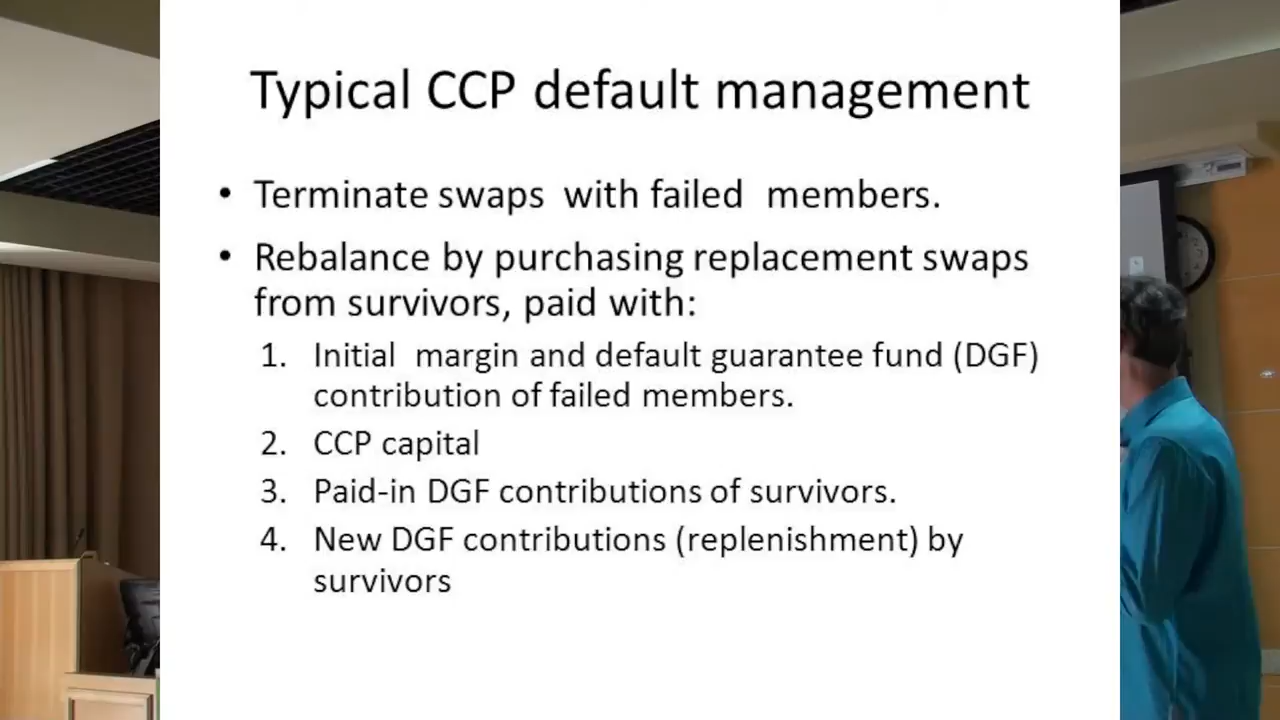 Typical CCP default management
• Terminate swaps with failed members.
• Rebalance by purchasing replacement swaps
from survivors, paid with:
1. Initial margin and default guarantee fund (DGF)
contribution of failed members.
2. CCP capital
3. Paid-in DGF contributions of survivors.
4. New DGF contributions (replenishment) by
survivors